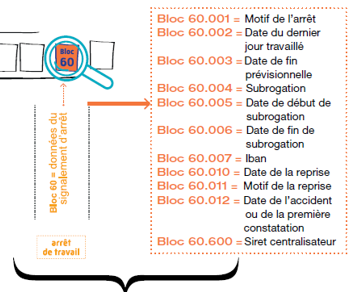 Bloc
60
Bloc 60 = données du
signalement d'arrêt
arrêt
de travail
Bloc 60.001 = Motif de l'arrêt
Bloc 60.002 = Date du dernier
jour travaillé
Bloc 60.003 = Date de fin
prévisionnelle
Bloc 60.004 = Subrogation
Bloc 60.005 = Date de début de
subrogation
Bloc 60.006 = Date de fin de
subrogation
Bloc 60.007 = Iban
Bloc 60.010 = Date de la reprise
Bloc 60.011 = Motif de la reprise
Bloc 60.012 = Date de l'accident
ou de la première
constatation
Bloc 60.600 = Siret centralisateur